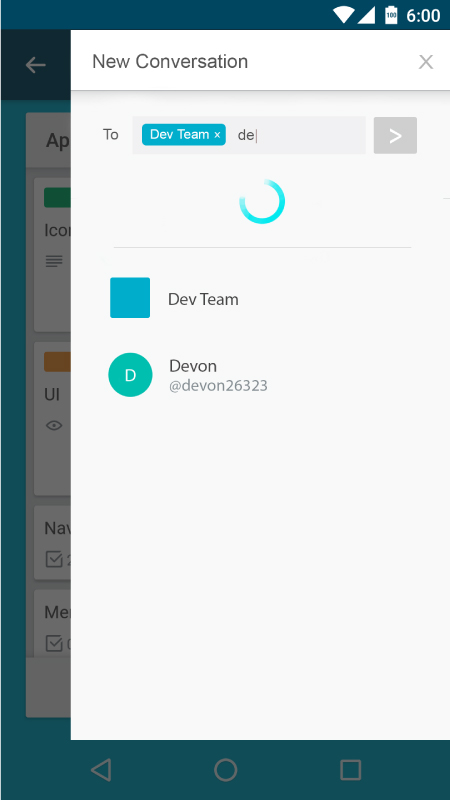 100 6:00
New Conversation X
To Dev Team × de >
Ap
Icon
Dev Team
D Devon
@devon26323
UI
Nav
2
Mer
0